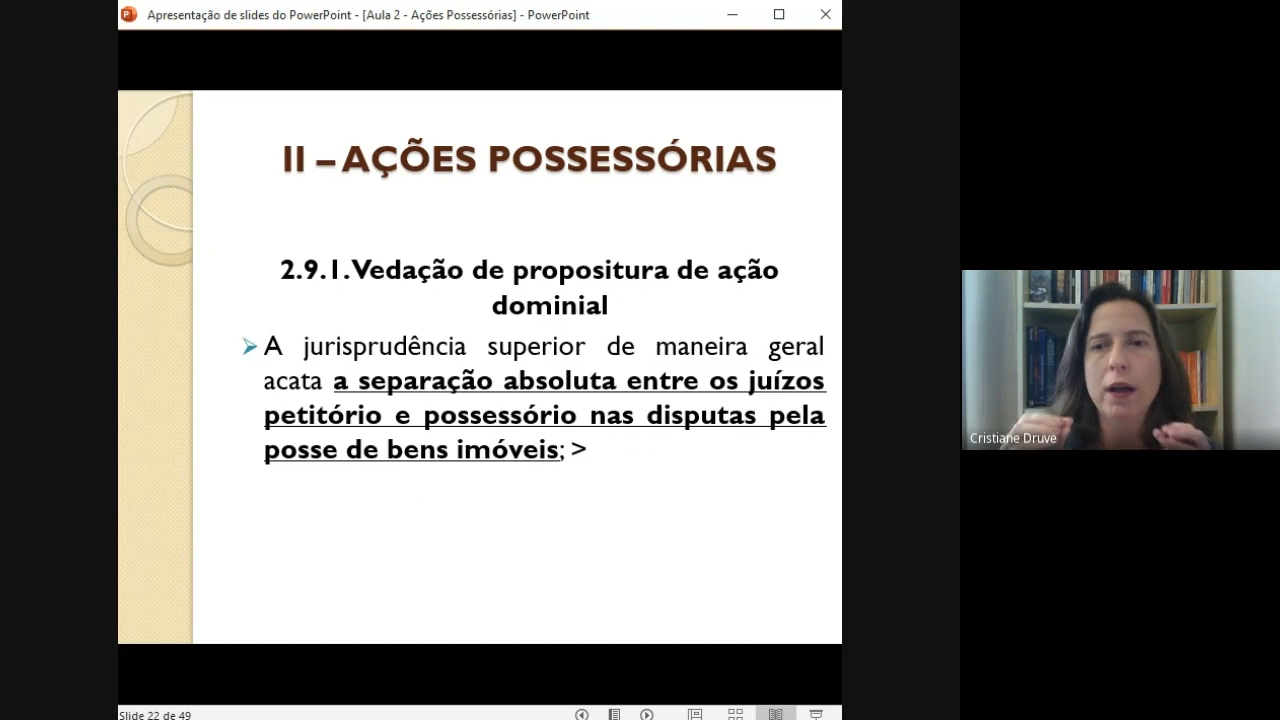 Apresentação de slides do PowerPoint - [Aula 2 - Ações Possessórias] - PowerPoint
II – AÇÕES POSSESSÓRIAS
2.9.1. Vedação de propositura de ação
dominial
A jurisprudência superior de maneira geral
acata a separação absoluta entre os juízos
petitório e possessório nas disputas pela
posse de bens imóveis; >
Cristiane Druve
Slide 22 de 49